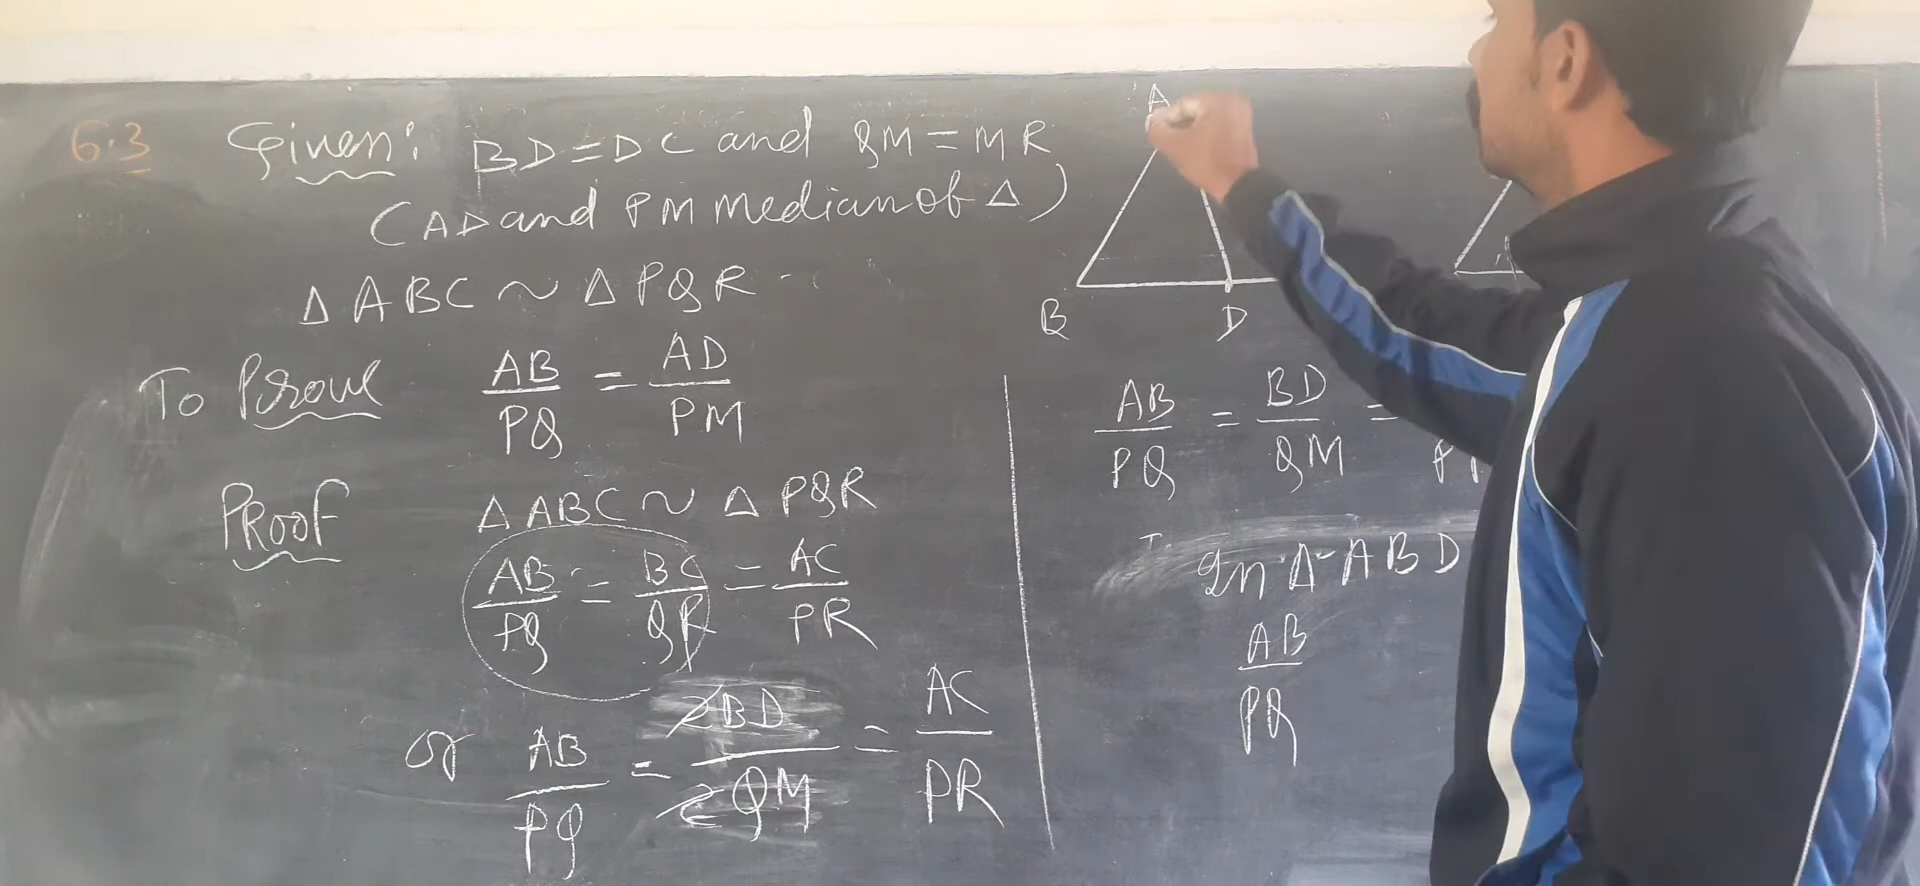 6.3
Given: BD = DC and QM = MR
(AD and PM Median of Δ)
Δ ABC ~ Δ PQR
To Prove AB/PQ = AD/PM
PROOF Δ ABC ~ Δ PQR
AB/PQ = BC/QR = AC/PR
or AB/PQ = 2BD/2QM = AC/PR
A
B D
AB/PQ = BD/QM =
In Δ ABD
AB/PQ